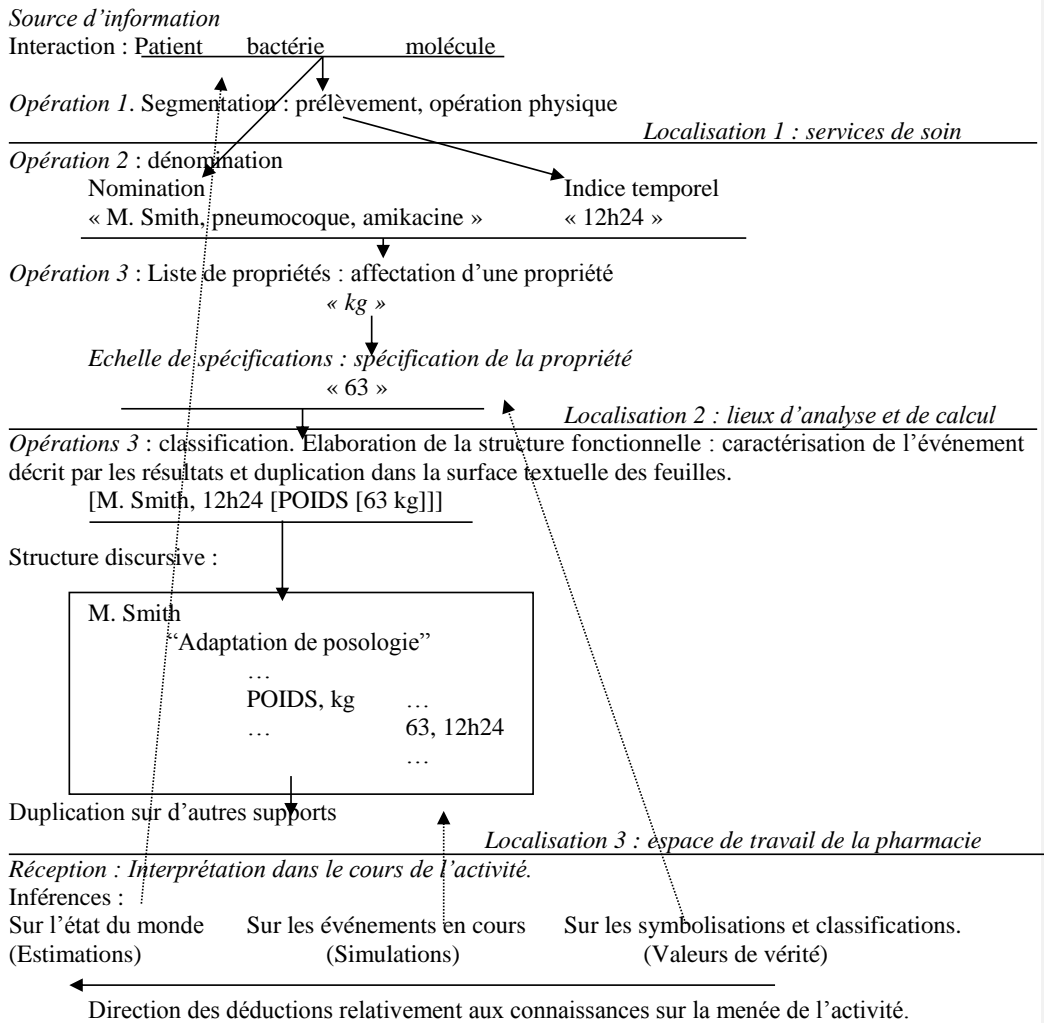 Source d’information
Interaction : Patient bactérie molécule
Opération 1. Segmentation : prélèvement, opération physique
Localisation 1 : services de soin
Opération 2 : dénomination
Nomination Indice temporel
« M. Smith, pneumocoque, amikacine » « 12h24 »
Opération 3 : Liste de propriétés : affectation d’une propriété
« kg »
Echelle de spécifications : spécification de la propriété
« 63 »
Localisation 2 : lieux d’analyse et de calcul
Opérations 3 : classification. Elaboration de la structure fonctionnelle : caractérisation de l’événement
décrit par les résultats et duplication dans la surface textuelle des feuilles.
[M. Smith, 12h24 [POIDS [63 kg]]]
Structure discursive :
M. Smith
“Adaptation de posologie”
…
POIDS, kg …
… 63, 12h24
…
Duplication sur d’autres supports
Localisation 3 : espace de travail de la pharmacie
Réception : Interprétation dans le cours de l’activité.
Inférences :
Sur l’état du monde Sur les événements en cours Sur les symbolisations et classifications.
(Estimations) (Simulations) (Valeurs de vérité)
Direction des déductions relativement aux connaissances sur la menée de l’activité.